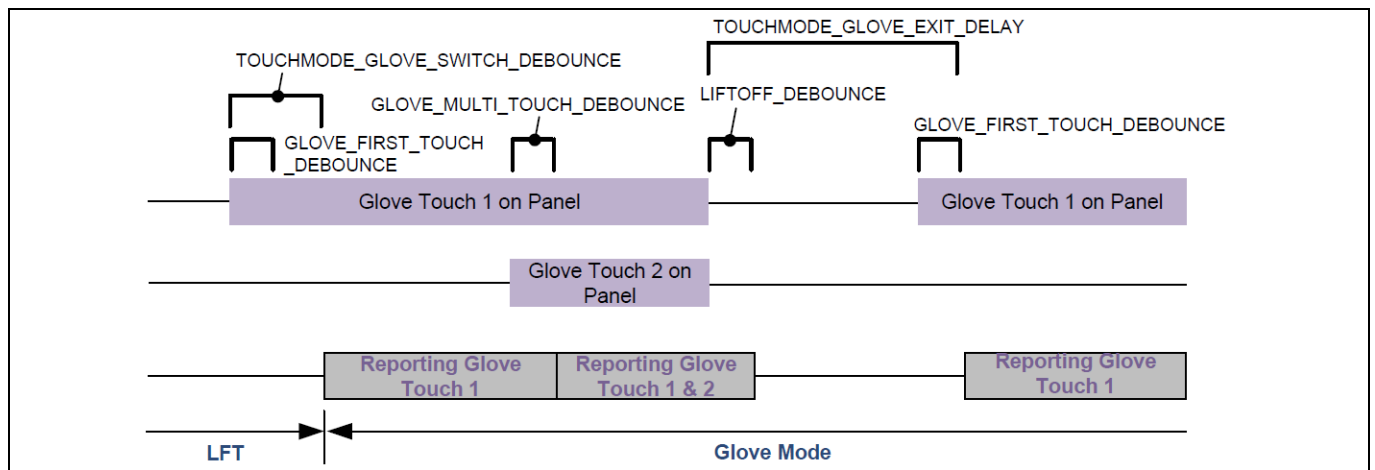 TOUCHMODE_GLOVE_EXIT_DELAY
TOUCHMODE_GLOVE_SWITCH_DEBOUNCE
GLOVE_MULTI_TOUCH_DEBOUNCE
LIFTOFF_DEBOUNCE
GLOVE_FIRST_TOUCH
_DEBOUNCE
GLOVE_FIRST_TOUCH_DEBOUNCE
Glove Touch 1 on Panel
Glove Touch 1 on Panel
Glove Touch 2 on
Panel
Reporting Glove
Touch 1
Reporting Glove
Touch 1 & 2
Reporting Glove
Touch 1
LFT
Glove Mode